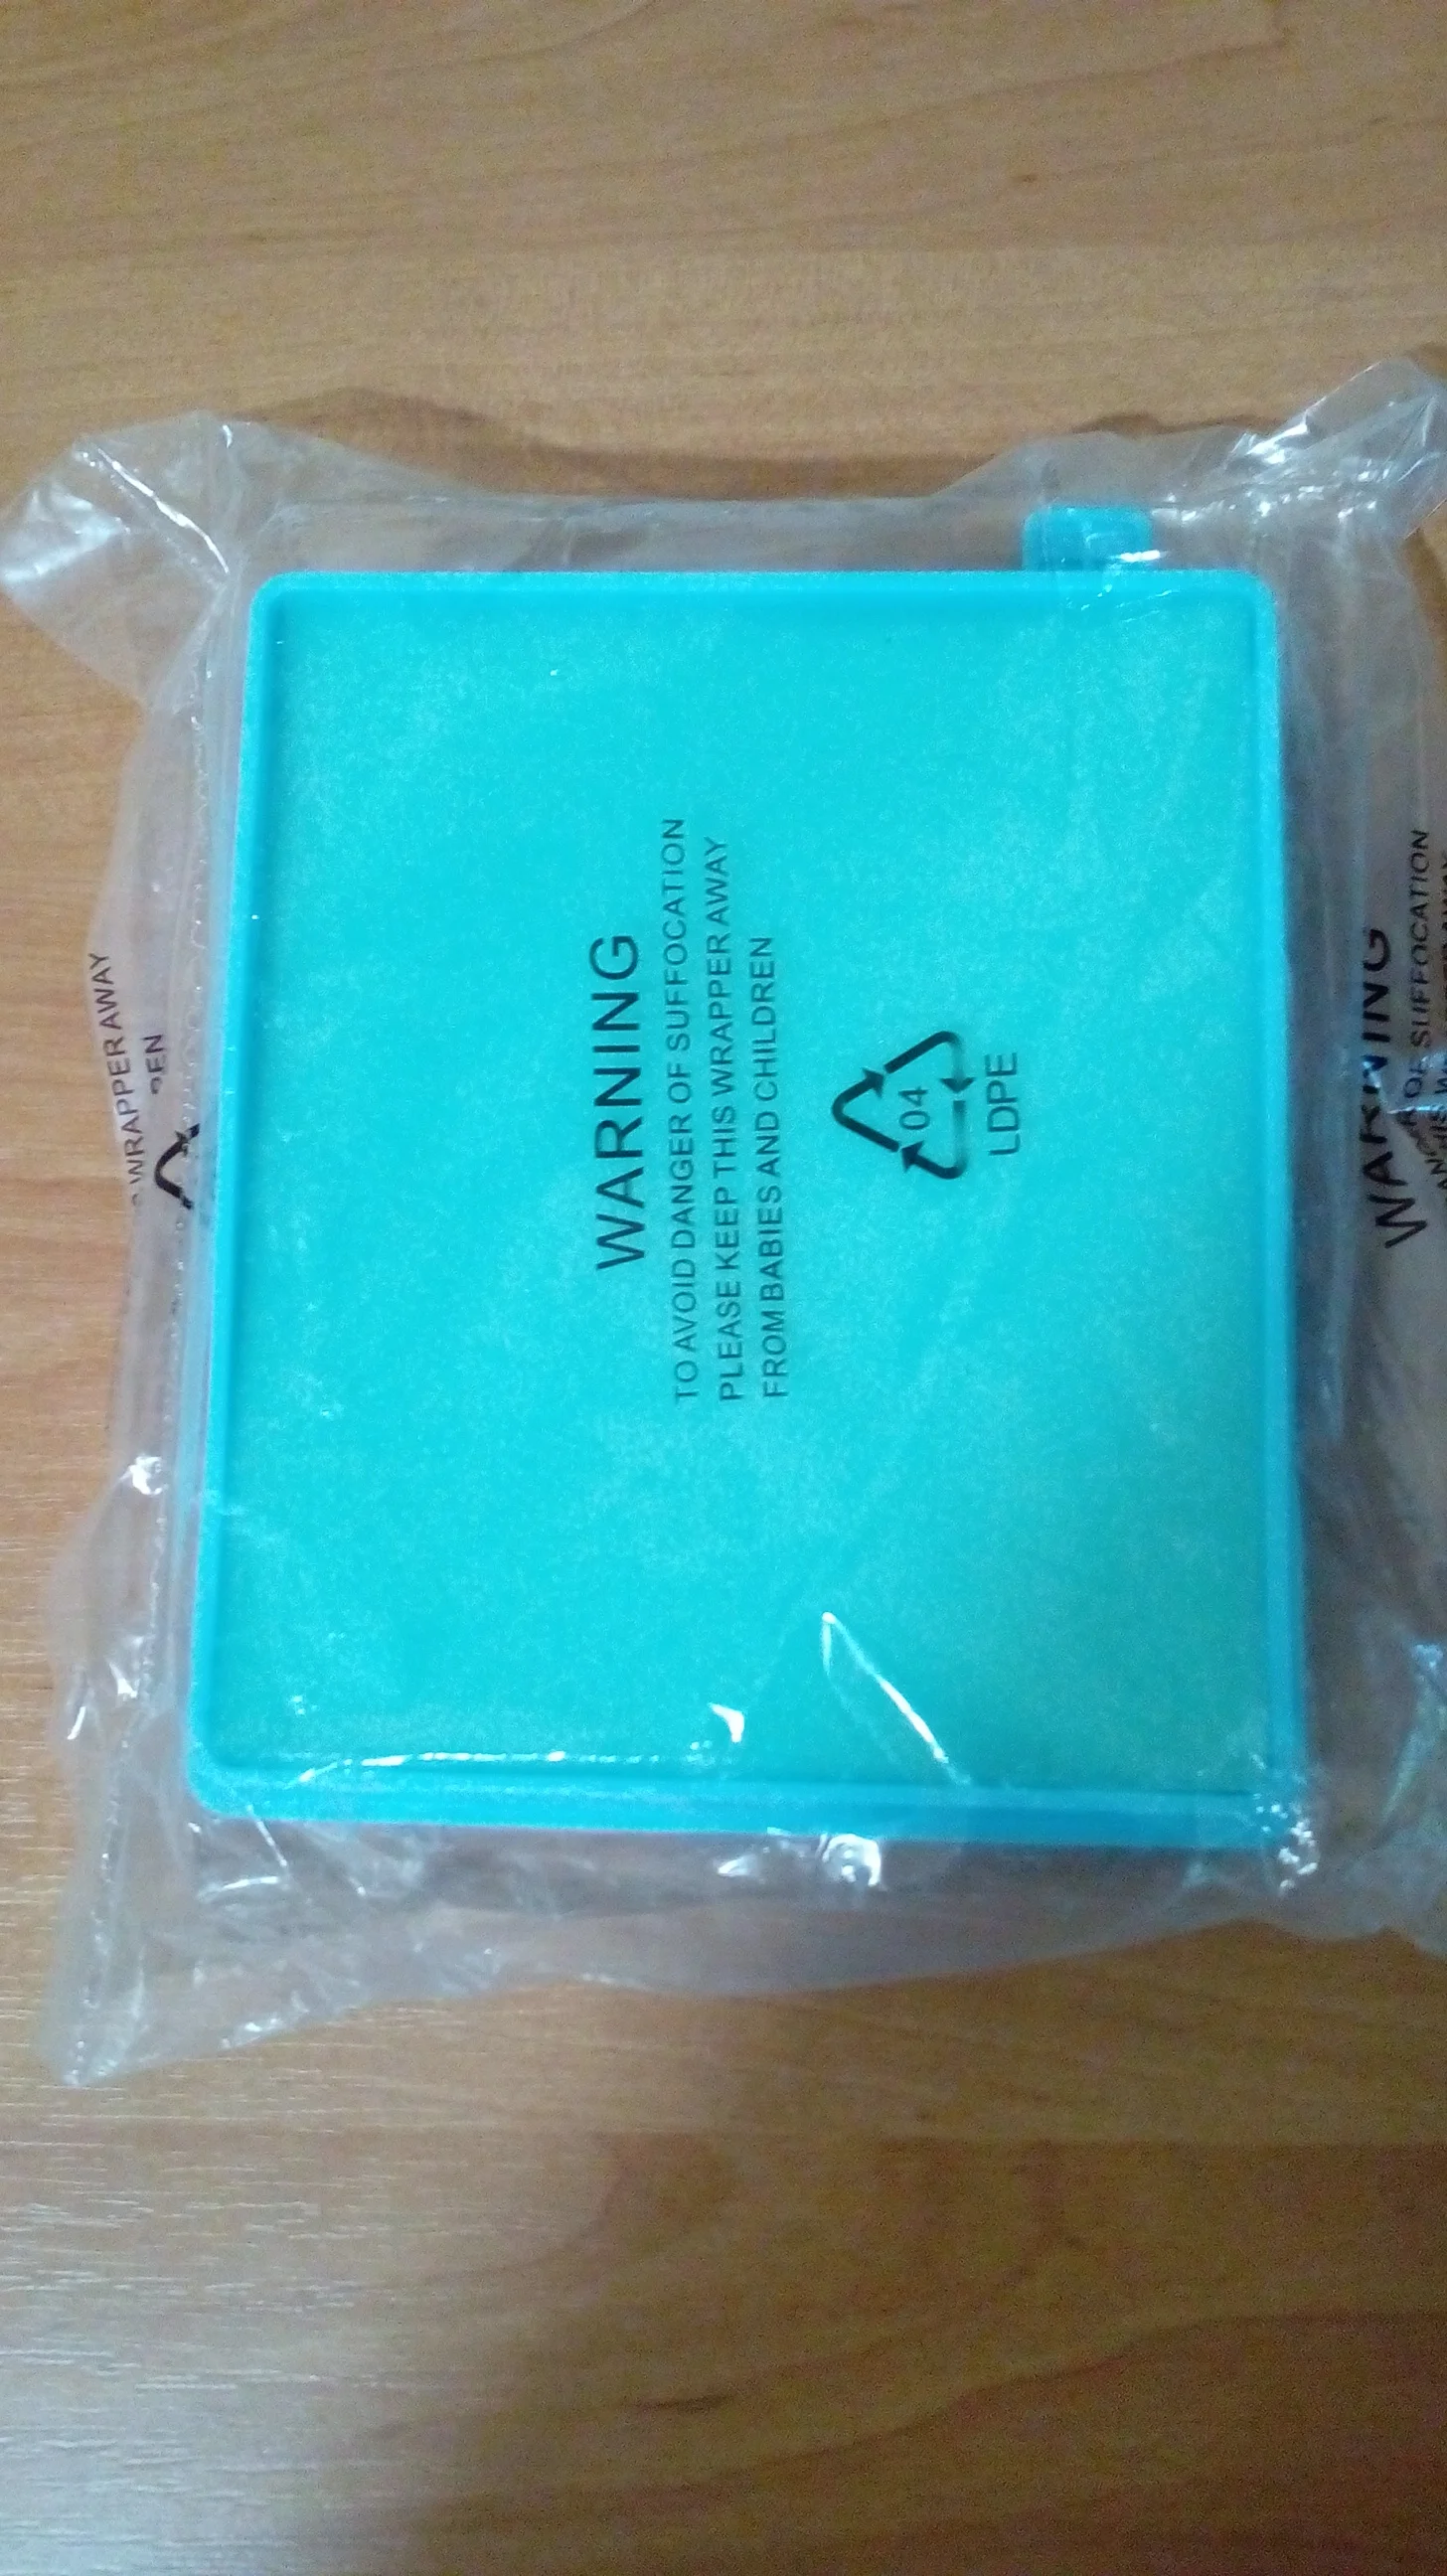 WARNING
TO AVOID DANGER OF SUFFOCATION
PLEASE KEEP THIS WRAPPER AWAY
FROM BABIES AND CHILDREN
04
LDPE
WRAPPER AWAY
WARNING
OF SUFFOCATION